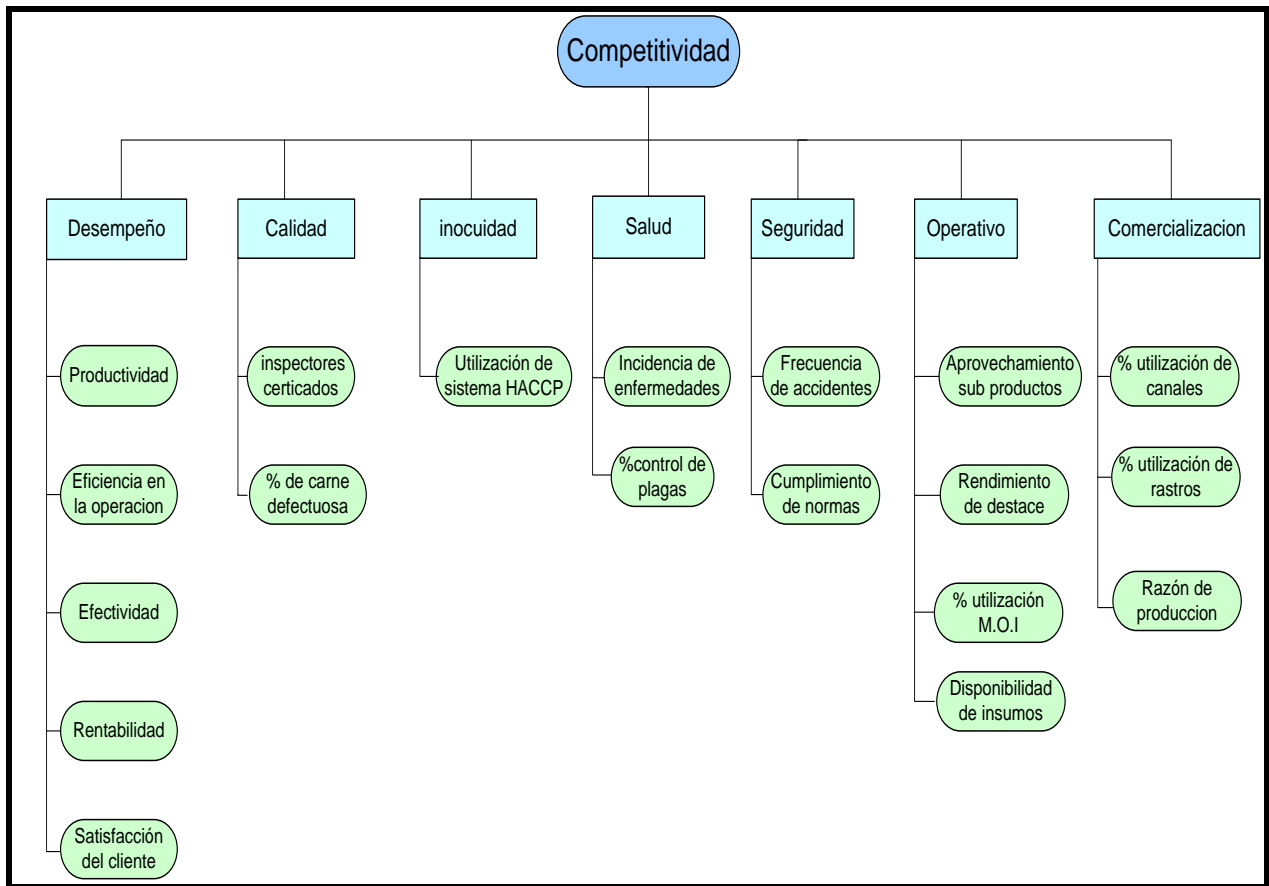 Competitividad
Desempeño
Calidad
inocuidad
Salud
Seguridad
Operativo
Comercializacion
Productividad
Eficiencia en
la operacion
Efectividad
Rentabilidad
Satisfacción
del cliente
inspectores
certicados
% de carne
defectuosa
Utilización de
sistema HACCP
Incidencia de
enfermedades
%control de
plagas
Frecuencia
de accidentes
Cumplimiento
de normas
Aprovechamiento
sub productos
Rendimiento
de destace
% utilización
M.O.I
Disponibilidad
de insumos
% utilización de
canales
% utilización de
rastros
Razón de
produccion